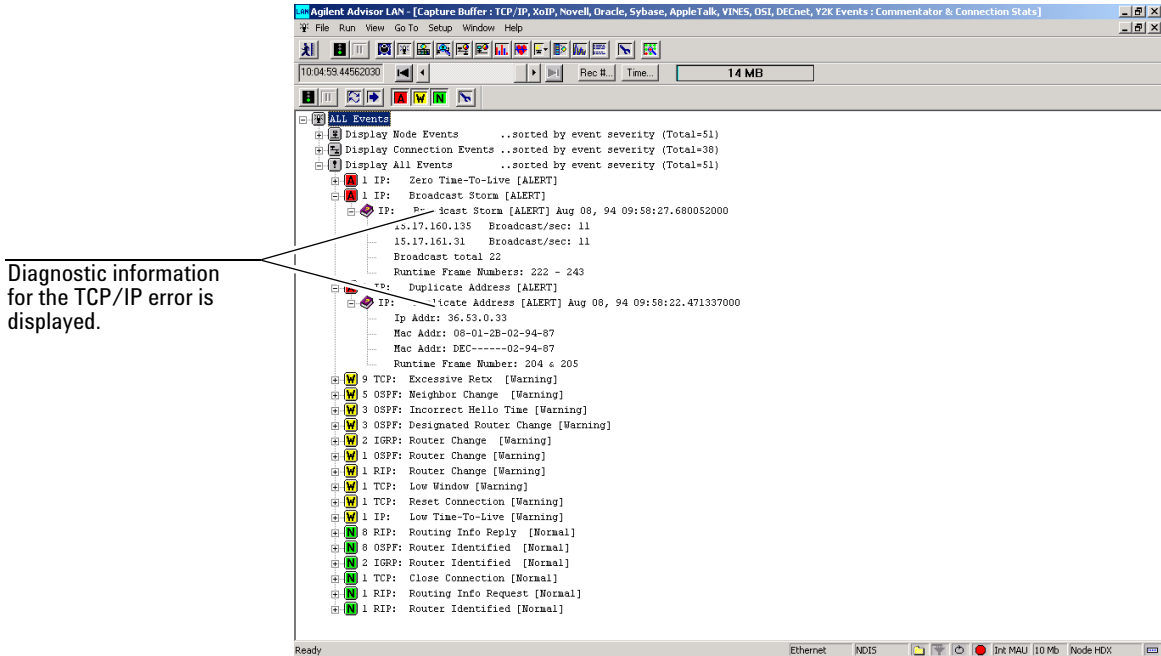 Agilent Advisor LAN - [Capture Buffer : TCP/IP, XoIP, Novell, Oracle, Sybase, AppleTalk, VINES, OSI, DECnet, Y2K Events : Commentator & Connection Stats]
File Run View Go To Setup Window Help
10:04:59.44562030 Rec #... Time... 14 MB
A W N
ALL Events
Display Node Events ..sorted by event severity (Total=51)
Display Connection Events ..sorted by event severity (Total=38)
Display All Events ..sorted by event severity (Total=51)
A 1 IP: Zero Time-To-Live [ALERT]
A 1 IP: Broadcast Storm [ALERT]
IP: Broadcast Storm [ALERT] Aug 08, 94 09:58:27.680052000
15.17.160.135 Broadcast/sec: 11
15.17.161.31 Broadcast/sec: 11
Broadcast total 22
Runtime Frame Numbers: 222 - 243
IP: Duplicate Address [ALERT]
IP: Duplicate Address [ALERT] Aug 08, 94 09:58:22.471337000
Ip Addr: 36.53.0.33
Mac Addr: 08-01-2B-02-94-87
Mac Addr: DEC------02-94-87
Runtime Frame Number: 204 & 205
W 9 TCP: Excessive Retx [Warning]
W 5 OSPF: Neighbor Change [Warning]
W 3 OSPF: Incorrect Hello Time [Warning]
W 3 OSPF: Designated Router Change [Warning]
W 2 IGRP: Router Change [Warning]
W 1 OSPF: Router Change [Warning]
W 1 RIP: Router Change [Warning]
W 1 TCP: Low Window [Warning]
W 1 TCP: Reset Connection [Warning]
W 1 IP: Low Time-To-Live [Warning]
N 8 RIP: Routing Info Reply [Normal]
N 8 OSPF: Router Identified [Normal]
N 2 IGRP: Router Identified [Normal]
N 1 TCP: Close Connection [Normal]
N 1 RIP: Routing Info Request [Normal]
N 1 RIP: Router Identified [Normal]
Ready Ethernet NDIS Int MAU 10 Mb Node HDX
Diagnostic information
for the TCP/IP error is
displayed.